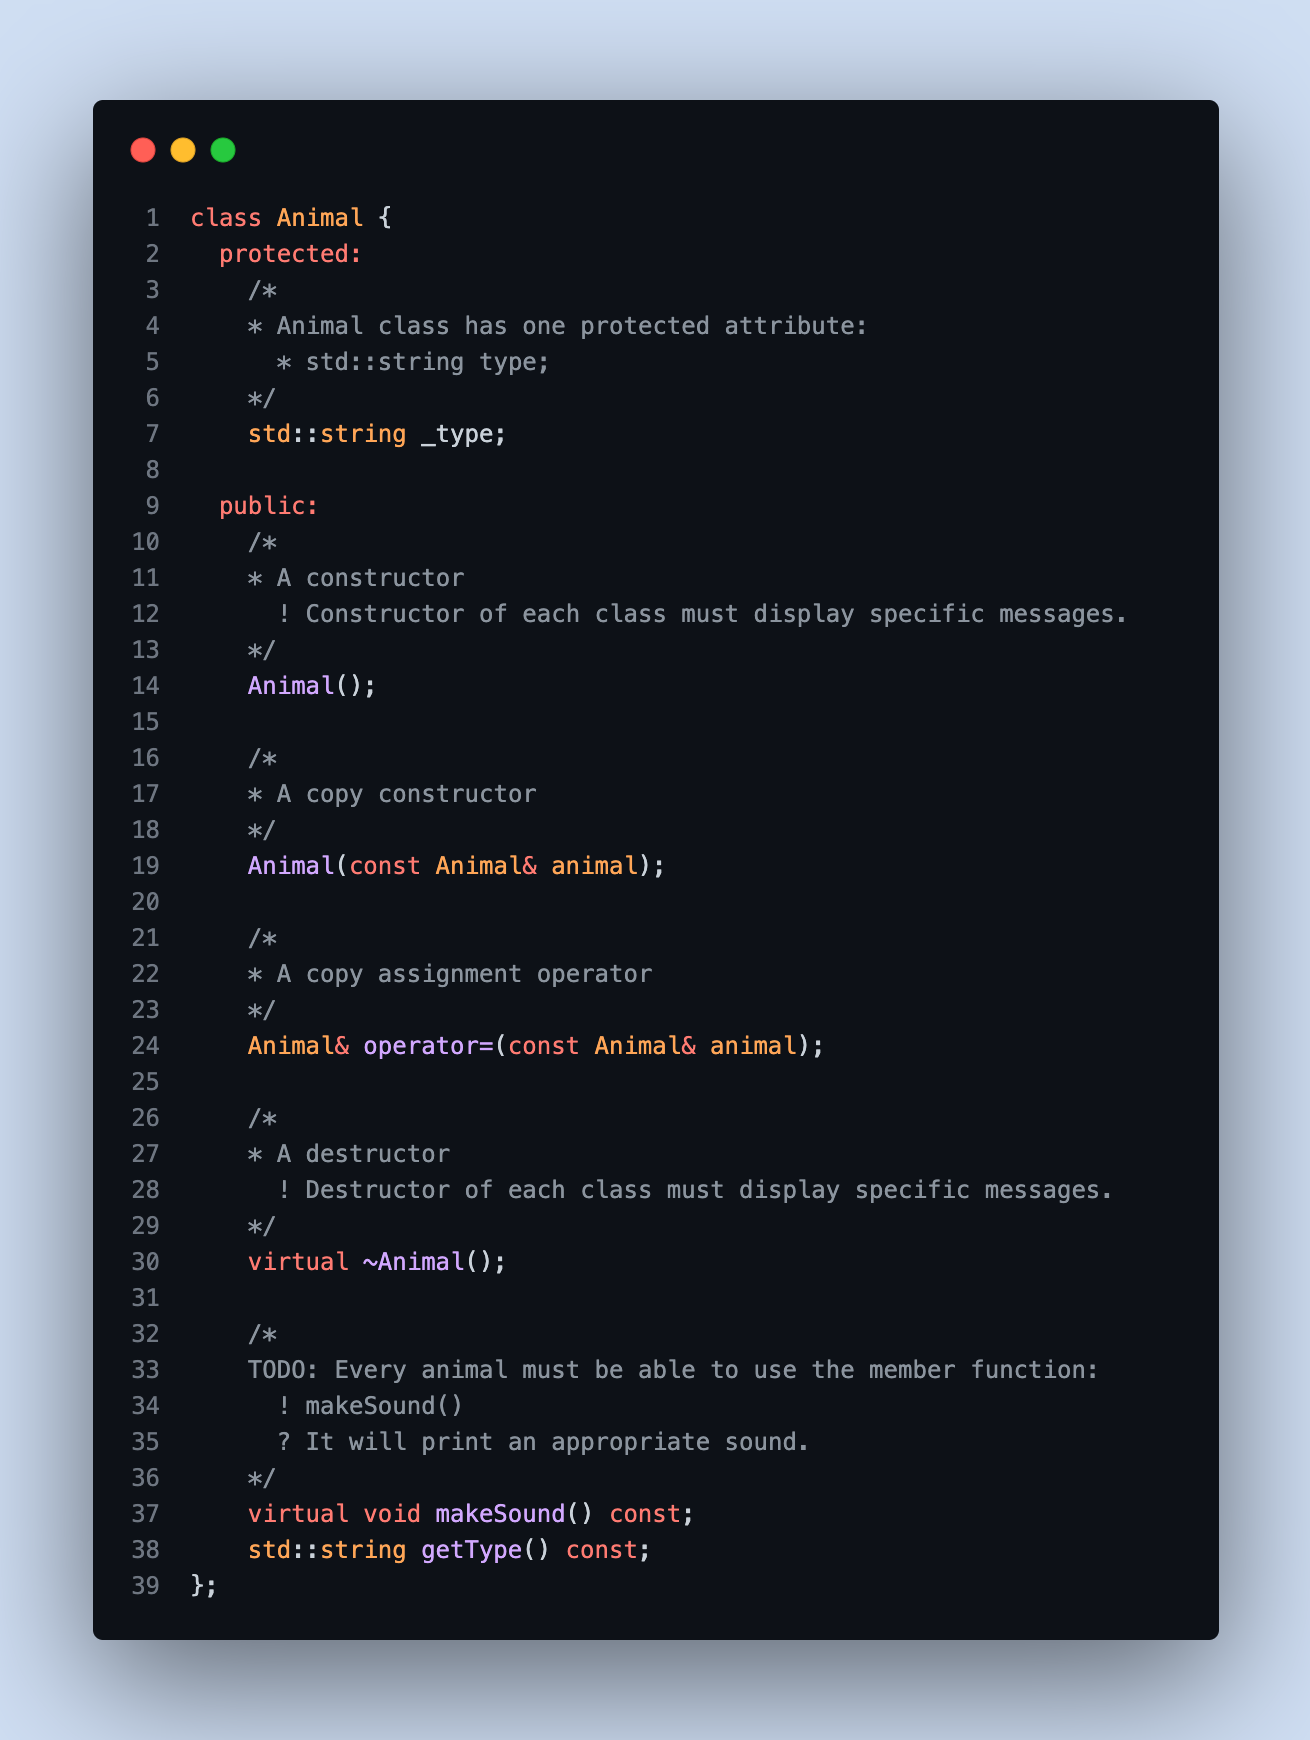 1 class Animal {
2   protected:
3     /*
4     * Animal class has one protected attribute:
5       * std::string type;
6     */
7     std::string _type;
8
9   public:
10     /*
11     * A constructor
12       ! Constructor of each class must display specific messages.
13     */
14     Animal();
15
16     /*
17     * A copy constructor
18     */
19     Animal(const Animal& animal);
20
21     /*
22     * A copy assignment operator
23     */
24     Animal& operator=(const Animal& animal);
25
26     /*
27     * A destructor
28       ! Destructor of each class must display specific messages.
29     */
30     virtual ~Animal();
31
32     /*
33     TODO: Every animal must be able to use the member function:
34       ! makeSound()
35       ? It will print an appropriate sound.
36     */
37     virtual void makeSound() const;
38     std::string getType() const;
39 };